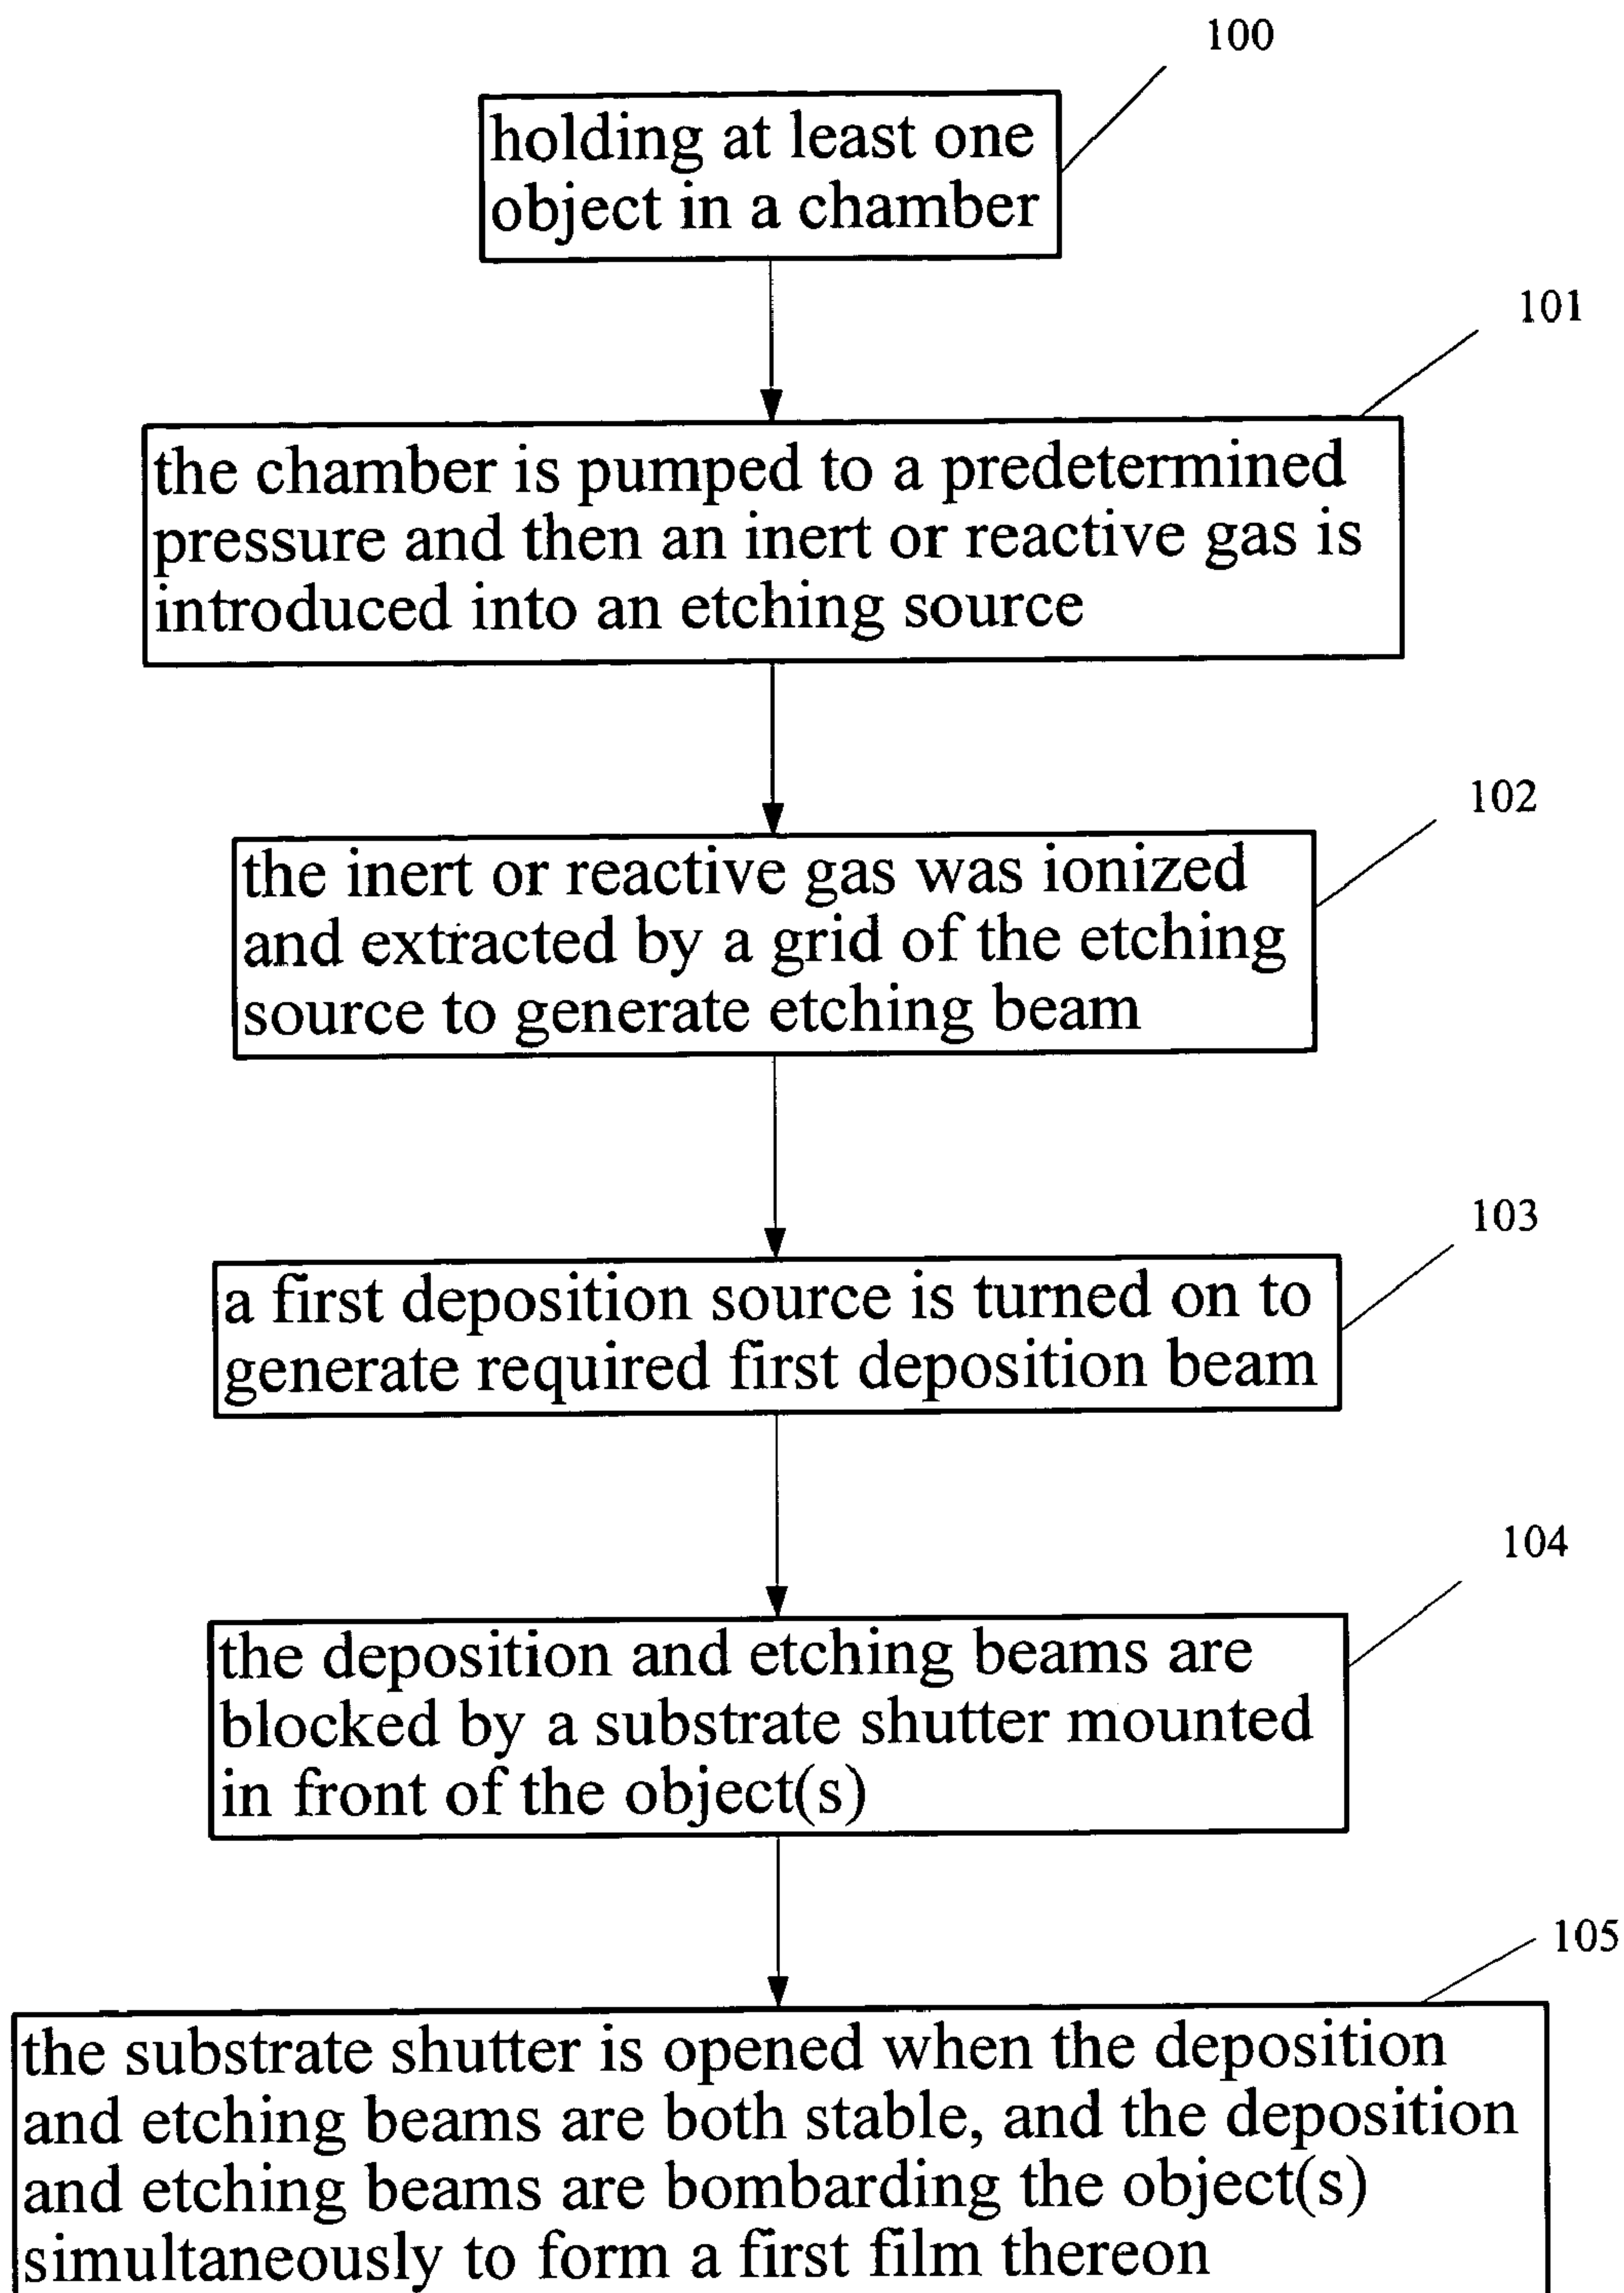 100
holding at least one
object in a chamber
101
the chamber is pumped to a predetermined
pressure and then an inert or reactive gas is
introduced into an etching source
102
the inert or reactive gas was ionized
and extracted by a grid of the etching
source to generate etching beam
103
a first deposition source is turned on to
generate required first deposition beam
104
the deposition and etching beams are
blocked by a substrate shutter mounted
in front of the object(s)
105
the substrate shutter is opened when the deposition
and etching beams are both stable, and the deposition
and etching beams are bombarding the object(s)
simultaneously to form a first film thereon